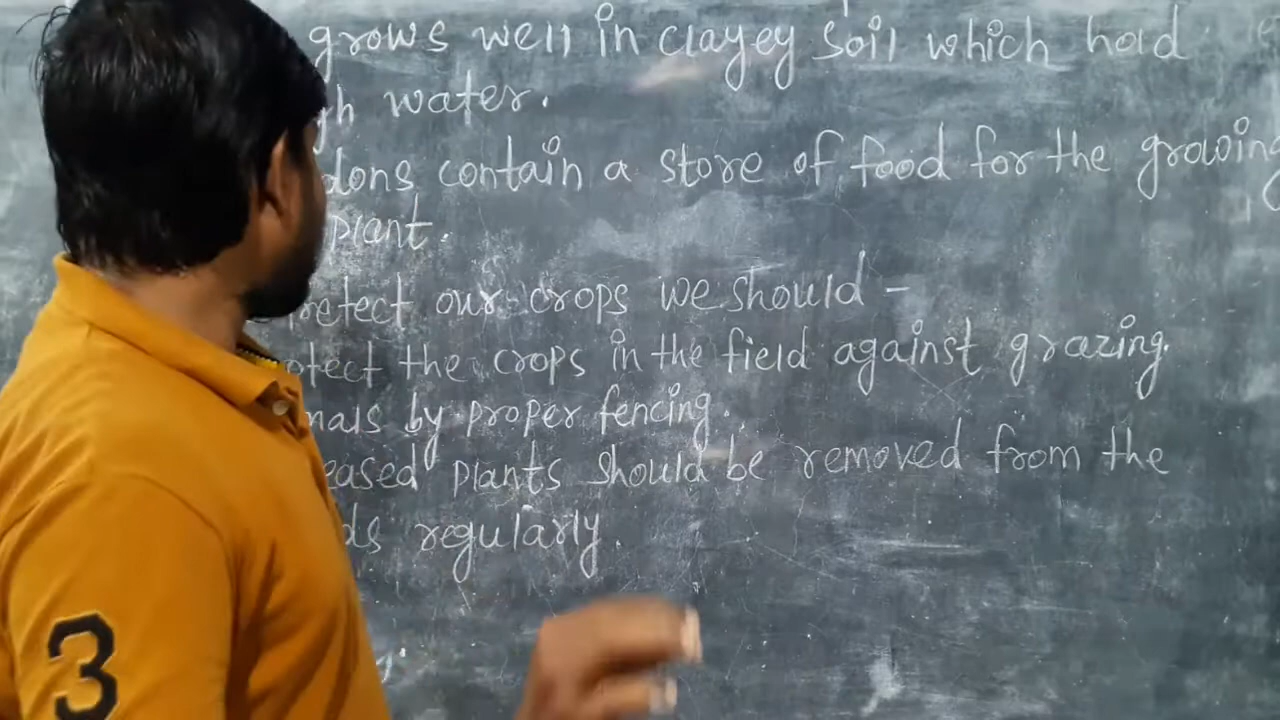 grows well in clayey soil which hold
water.
contain a store of food for the growing
plant.
our crops we should -
the crops in the field against grazing
by proper fencing.
plants should be removed from the
regularly.
3